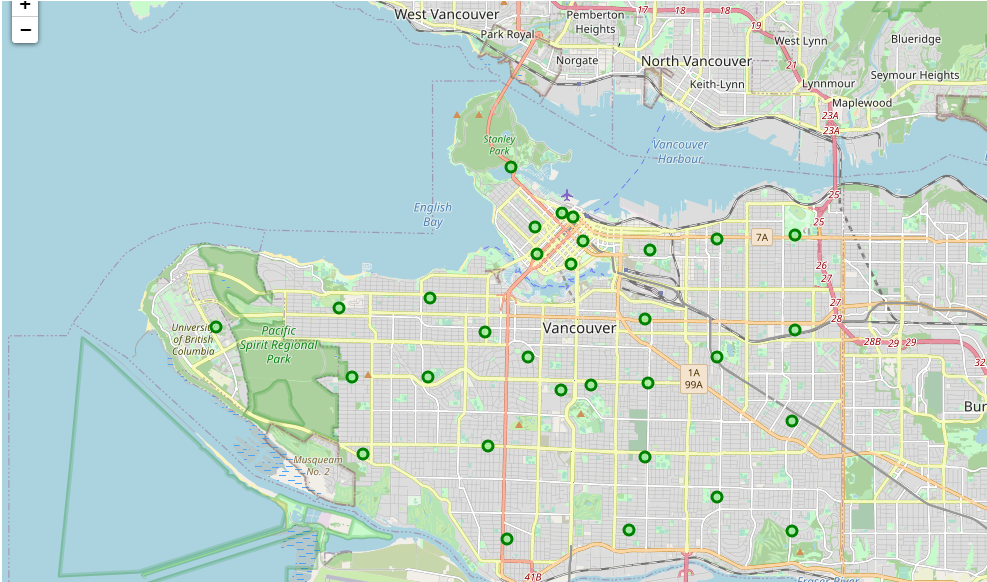 +
−
West Vancouver
Pemberton
Heights
17
18
18
19
Park Royal
West Lynn
Blueridge
Norgate
North Vancouver
21
Seymour Heights
Keith-Lynn
Lynnmour
Maplewood
23A
23A
Stanley
Park
Vancouver
Harbour
25
English
Bay
25
7A
26
27
27
28
University
of British
Columbia
Pacific
Spirit Regional
Park
Vancouver
28B
29
29
32
1A
99A
Bur
Musqueam
No. 2
41B
Fraser River